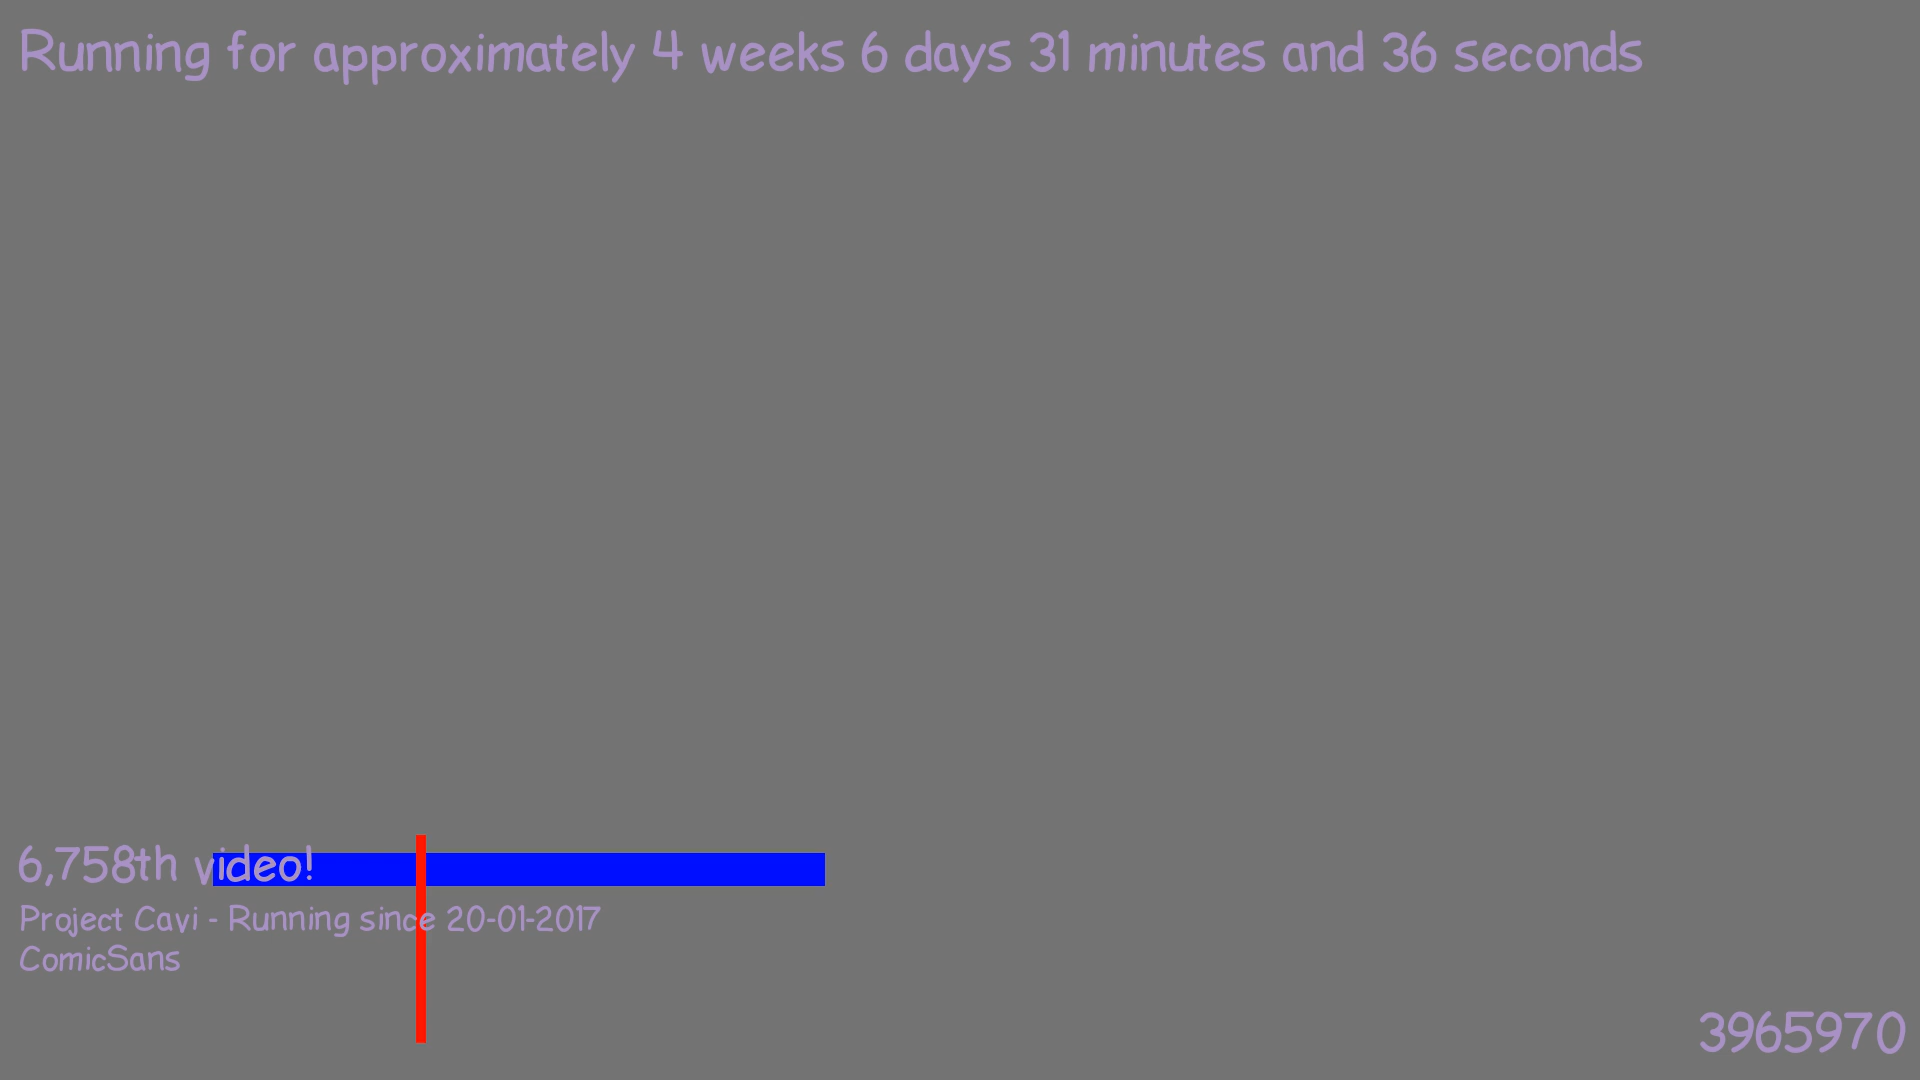 Running for approximately 4 weeks 6 days 31 minutes and 36 seconds
6,758th video!
Project Cavi - Running since 20-01-2017
ComicSans
3965970